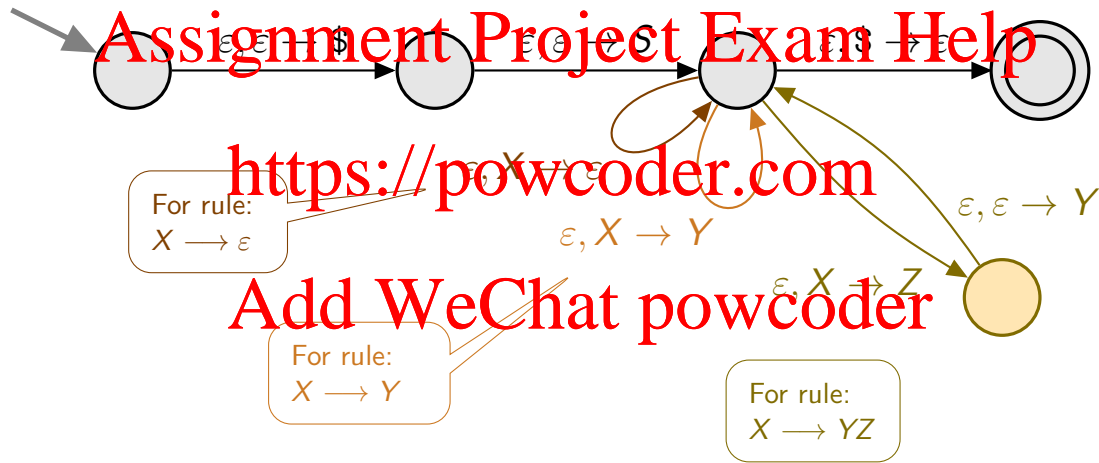 ε, ε → $
ε, ε → S
ε, $ → ε
Assignment Project Exam Help
ε, X → ε
https://powcoder.com
For rule:
X ⟶ ε
ε, X → Y
ε, ε → Y
ε, X → Z
Add WeChat powcoder
For rule:
X ⟶ Y
For rule:
X ⟶ YZ